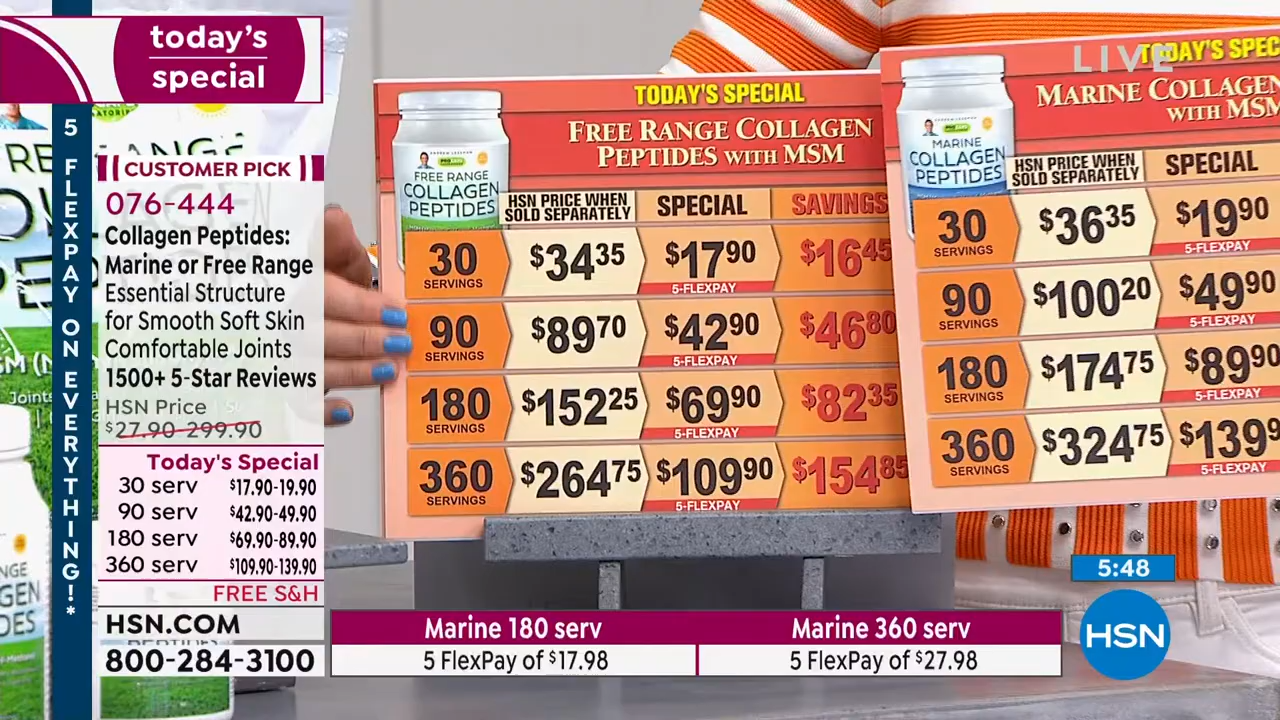 today's
special
5 FLEXPAY ON EVERYTHING!*
CUSTOMER PICK
076-444
Collagen Peptides:
Marine or Free Range
Essential Structure
for Smooth Soft Skin
Comfortable Joints
1500+ 5-Star Reviews
HSN Price
$27.90-299.90
Today's Special
30 serv $17.90-19.90
90 serv $42.90-49.90
180 serv $69.90-89.90
360 serv $109.90-139.90
FREE S&H
HSN.COM
800-284-3100
TODAY'S SPECIAL
FREE RANGE COLLAGEN
PEPTIDES WITH MSM
FREE RANGE
COLLAGEN
PEPTIDES
HSN PRICE WHEN
SOLD SEPARATELY
SPECIAL
SAVINGS
30 SERVINGS $34.35 $17.90 $16.45
5-FLEXPAY
90 SERVINGS $89.70 $42.90 $46.80
5-FLEXPAY
180 SERVINGS $152.25 $69.90 $82.35
5-FLEXPAY
360 SERVINGS $264.75 $109.90 $154.85
5-FLEXPAY
LIVE
TODAY'S SPEC
MARINE COLLAGEN
WITH MSM
MARINE
COLLAGEN
PEPTIDES
HSN PRICE WHEN
SOLD SEPARATELY
SPECIAL
30 SERVINGS $36.35 $19.90
5-FLEXPAY
90 SERVINGS $100.20 $49.90
5-FLEXPAY
180 SERVINGS $174.75 $89.90
5-FLEXPAY
360 SERVINGS $324.75 $139.9
5-FLEXPAY
5:48
HSN
Marine 180 serv
5 FlexPay of $17.98
Marine 360 serv
5 FlexPay of $27.98